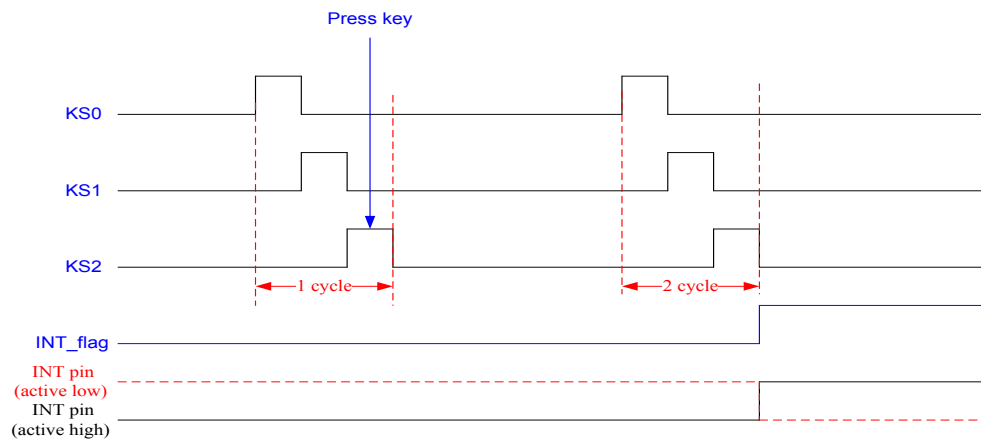 Press key
KS0
KS1
KS2
1 cycle
2 cycle
INT_flag
INT pin
(active low)
INT pin
(active high)